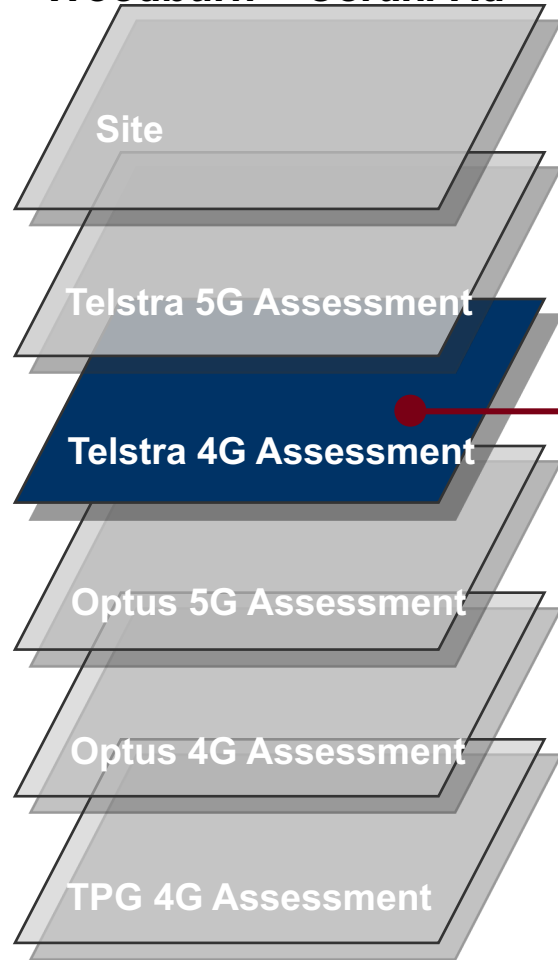 Site
Telstra 5G Assessment
Telstra 4G Assessment
Optus 5G Assessment
Optus 4G Assessment
TPG 4G Assessment